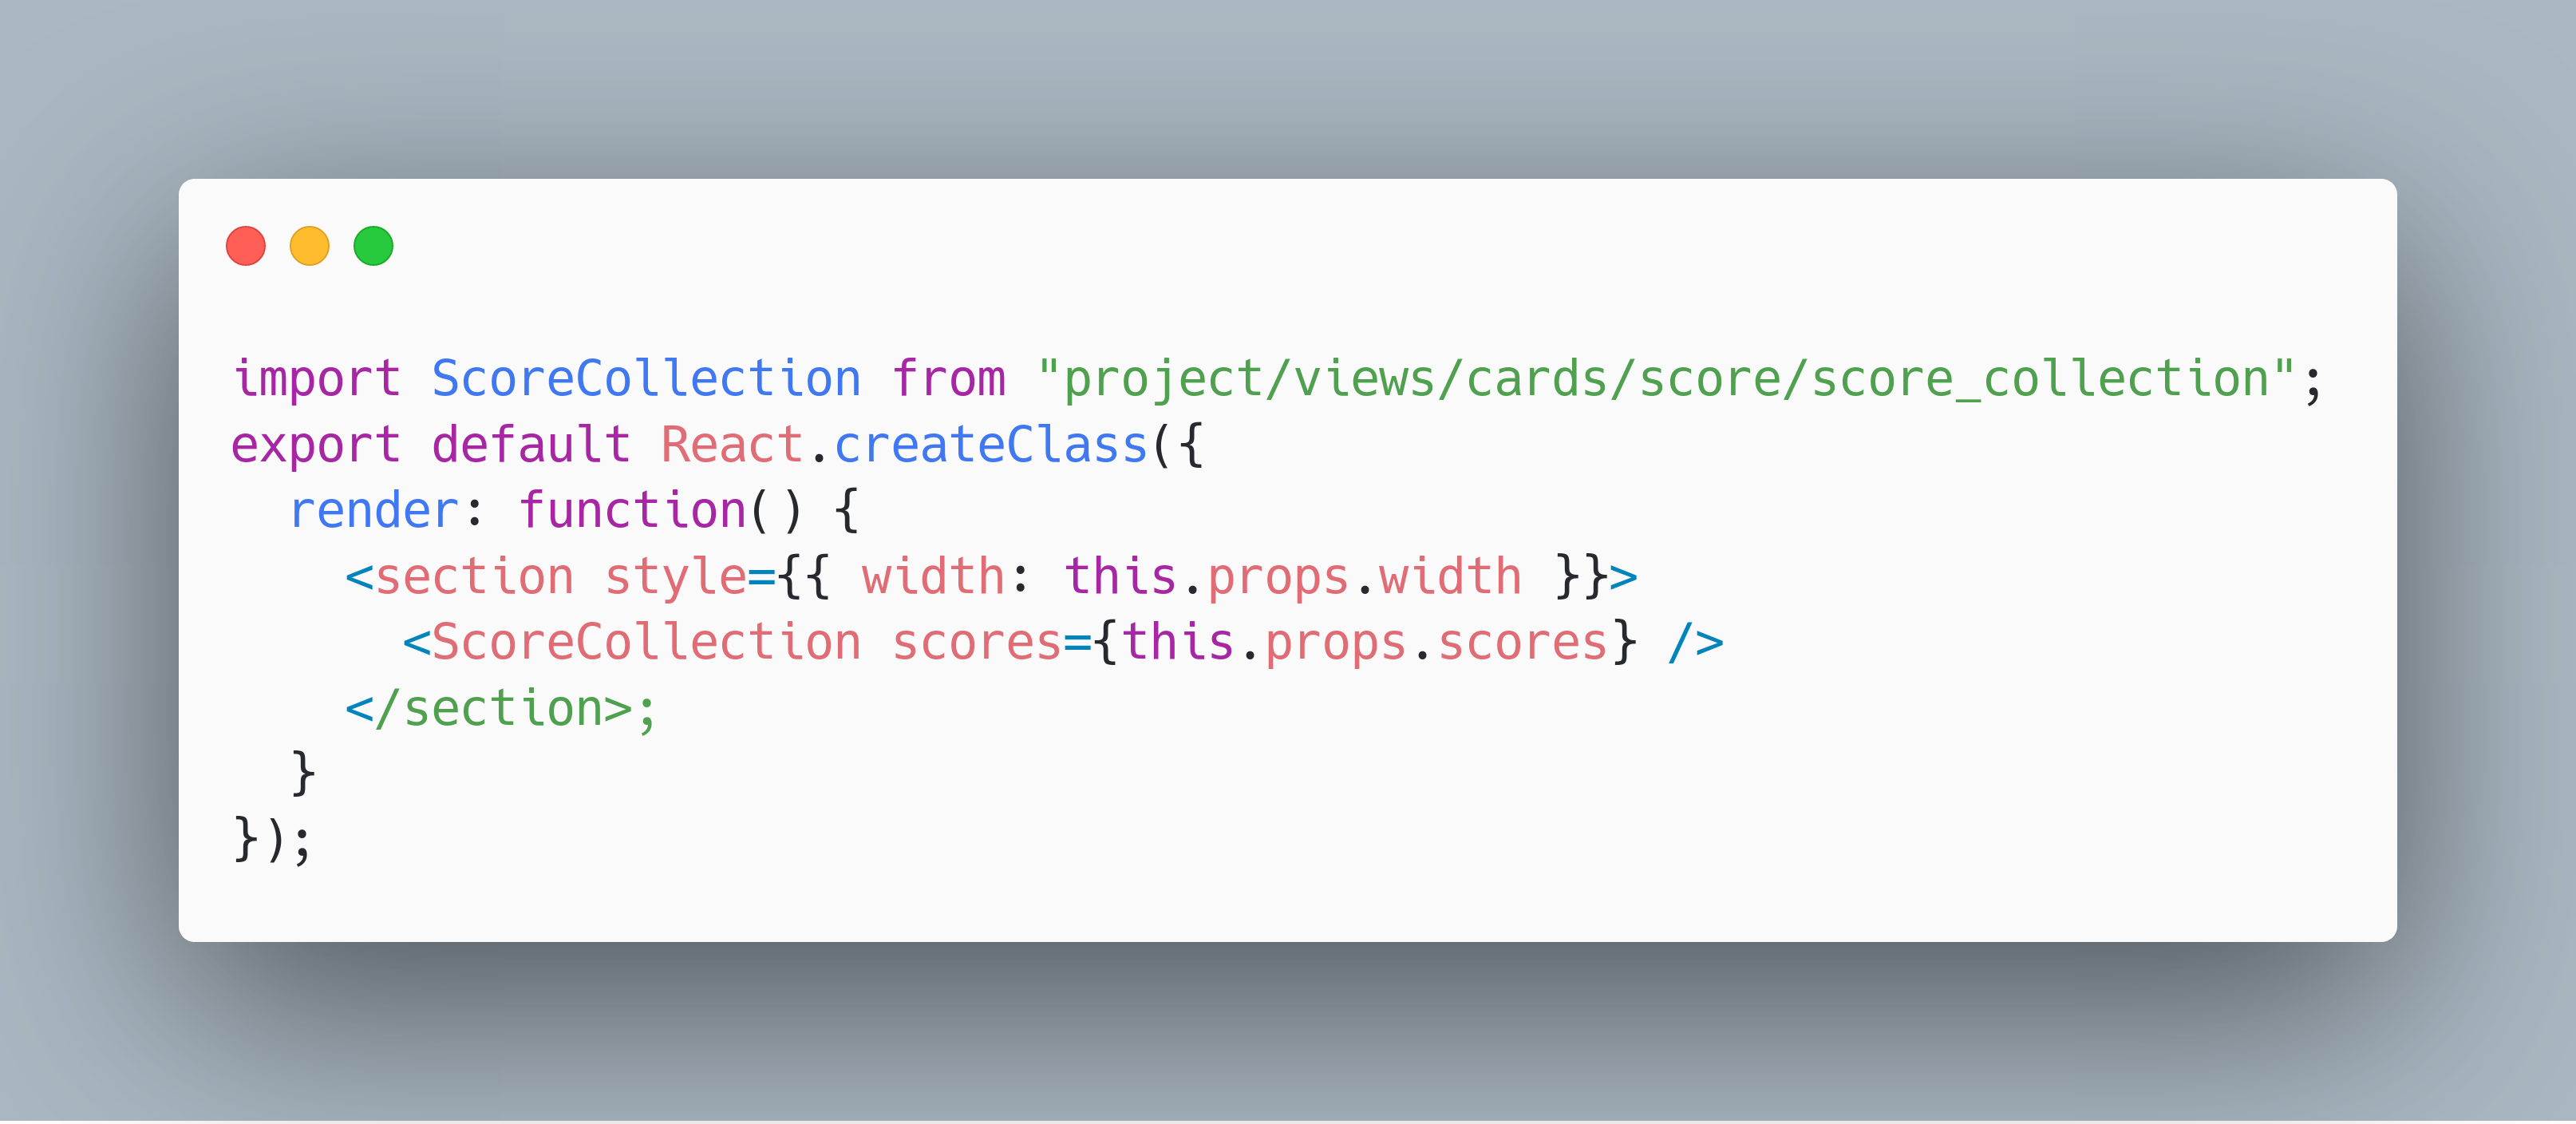 import ScoreCollection from "project/views/cards/score/score_collection";
export default React.createClass({
  render: function() {
    <section style={{ width: this.props.width }}>
      <ScoreCollection scores={this.props.scores} />
    </section>;
  }
});